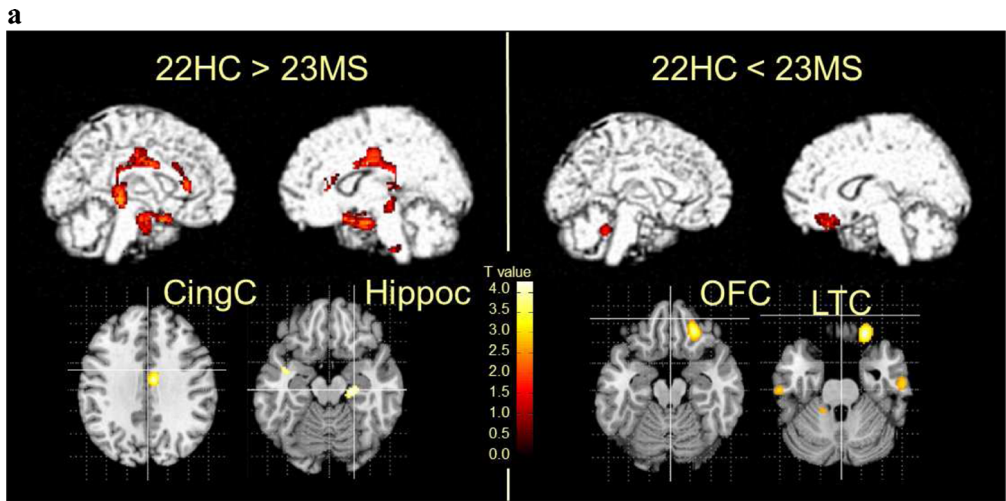 a
22HC > 23MS
22HC < 23MS
CingC
Hippoc
T value
4.0
3.5
3.0
2.5
2.0
1.5
1.0
0.5
0.0
OFC
LTC